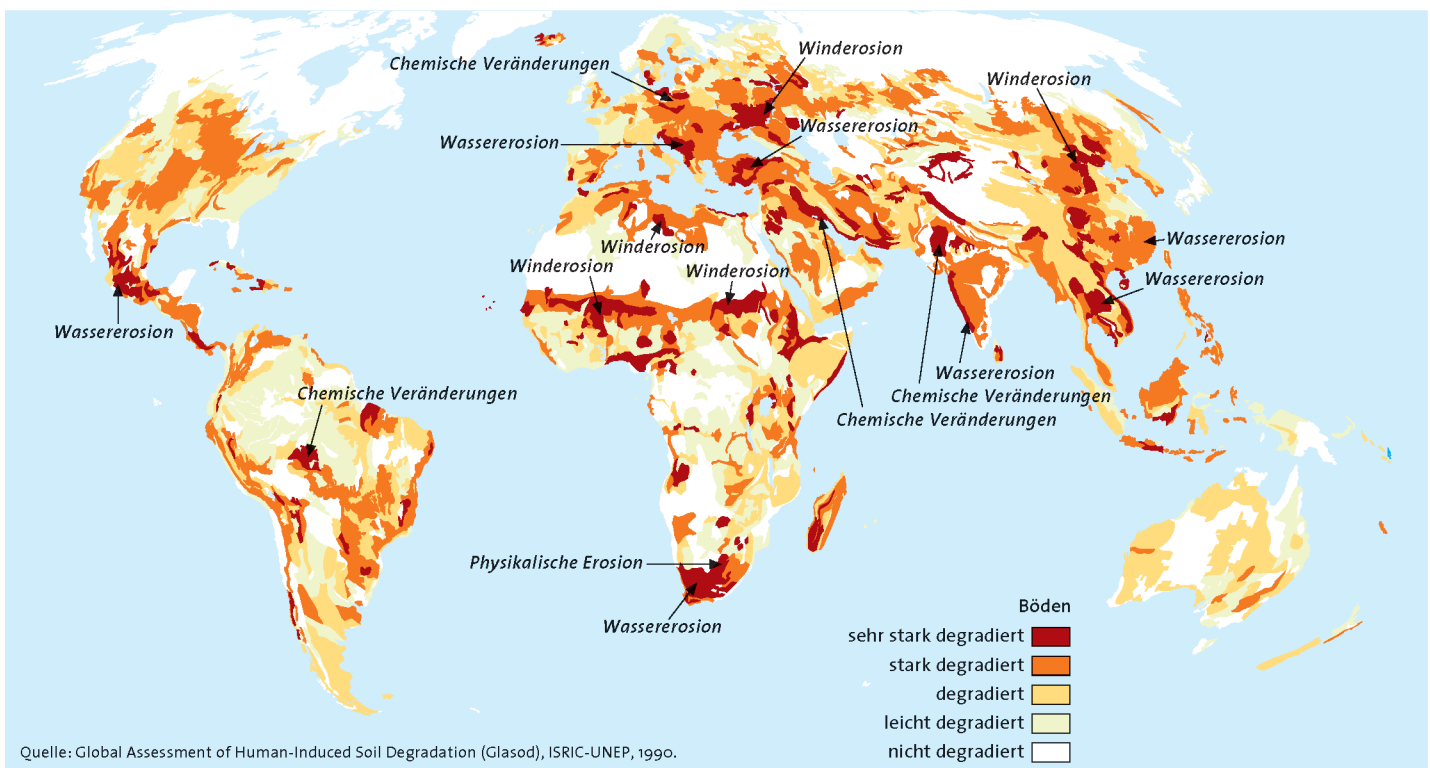 Winderosion
Chemische Veränderungen
Winderosion
Wassererosion
Wassererosion
Wassererosion
Winderosion
Winderosion
Winderosion
Wassererosion
Wassererosion
Wassererosion
Wassererosion
Chemische Veränderungen
Chemische Veränderungen
Chemische Veränderungen
Physikalische Erosion
Wassererosion
Böden
sehr stark degradiert
stark degradiert
degradiert
leicht degradiert
nicht degradiert
Quelle: Global Assessment of Human-Induced Soil Degradation (Glasod), ISRIC-UNEP, 1990.